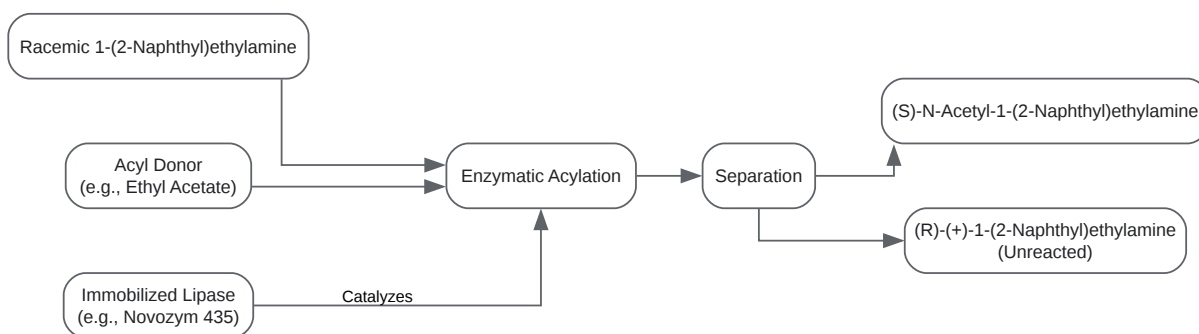 Racemic 1-(2-Naphthyl)ethylamine
Acyl Donor
(e.g., Ethyl Acetate)
Immobilized Lipase
(e.g., Novozym 435)
Catalyzes
Enzymatic Acylation
Separation
(S)-N-Acetyl-1-(2-Naphthyl)ethylamine
(R)-(+)-1-(2-Naphthyl)ethylamine
(Unreacted)